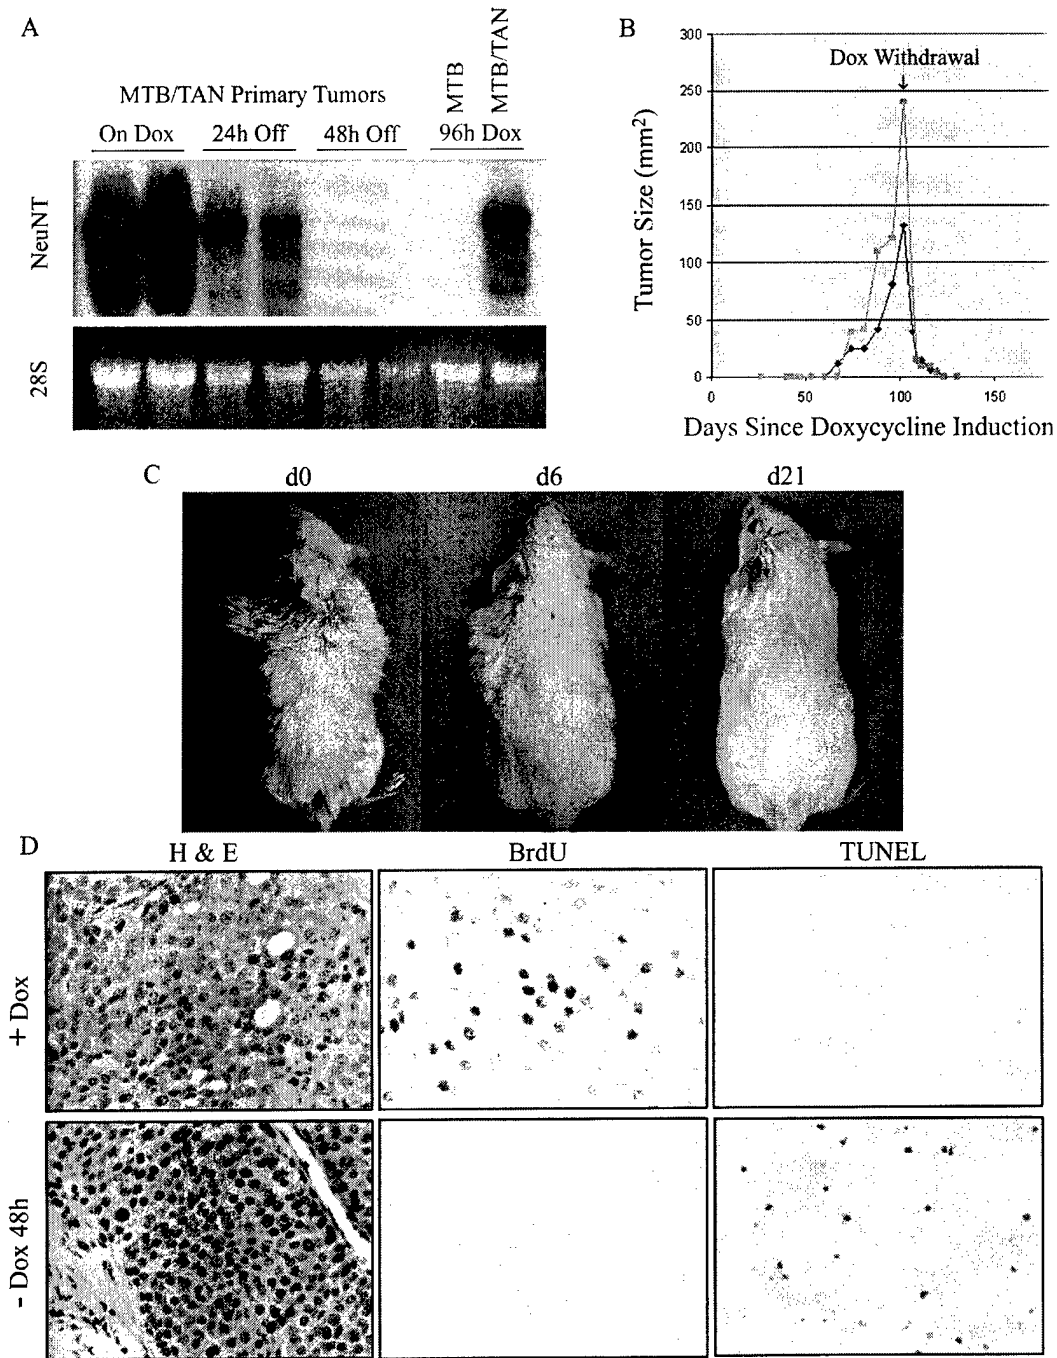 A
MTB/TAN Primary Tumors
On Dox 24h Off 48h Off 96h Dox
MTB
MTB/TAN
NeuNT
28S
B
300
250
200
150
100
50
0
0 50 100 150
Dox Withdrawal
Tumor Size (mm²)
Days Since Doxycycline Induction
C
d0 d6 d21
D
H & E BrdU TUNEL
+ Dox
- Dox 48h